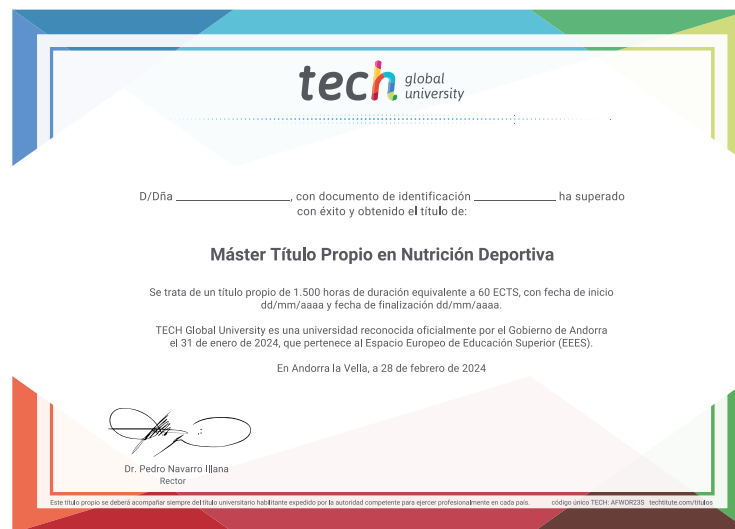 tech global university
D/Dña ____________________, con documento de identificación ______________ ha superado
con éxito y obtenido el título de:
Máster Título Propio en Nutrición Deportiva
Se trata de un título propio de 1.500 horas de duración equivalente a 60 ECTS, con fecha de inicio
dd/mm/aaaa y fecha de finalización dd/mm/aaaa.
TECH Global University es una universidad reconocida oficialmente por el Gobierno de Andorra
el 31 de enero de 2024, que pertenece al Espacio Europeo de Educación Superior (EEES).
En Andorra la Vella, a 28 de febrero de 2024
Dr. Pedro Navarro Illana
Rector
Este título propio se deberá acompañar siempre del título universitario habilitante expedido por la autoridad competente para ejercer profesionalmente en cada país. código único TECH: AFWOR23S techtitute.com/titulos